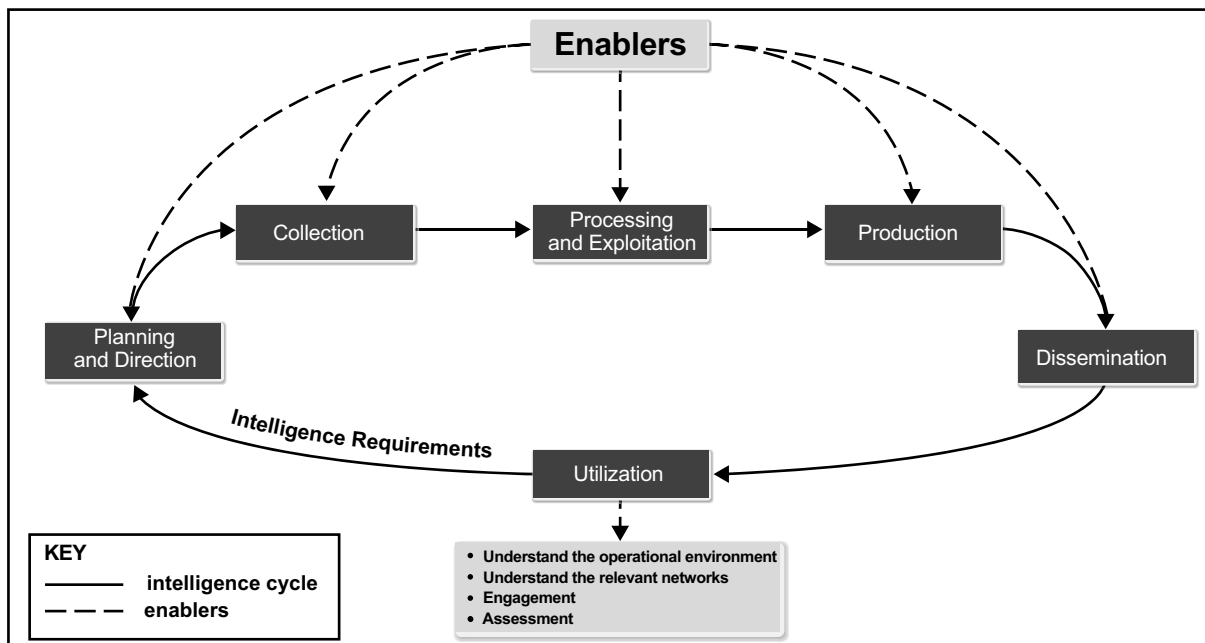 Enablers
Collection
Processing
and Exploitation
Production
Planning
and Direction
Dissemination
Intelligence Requirements
Utilization
• Understand the operational environment
• Understand the relevant networks
• Engagement
• Assessment
KEY
intelligence cycle
enablers